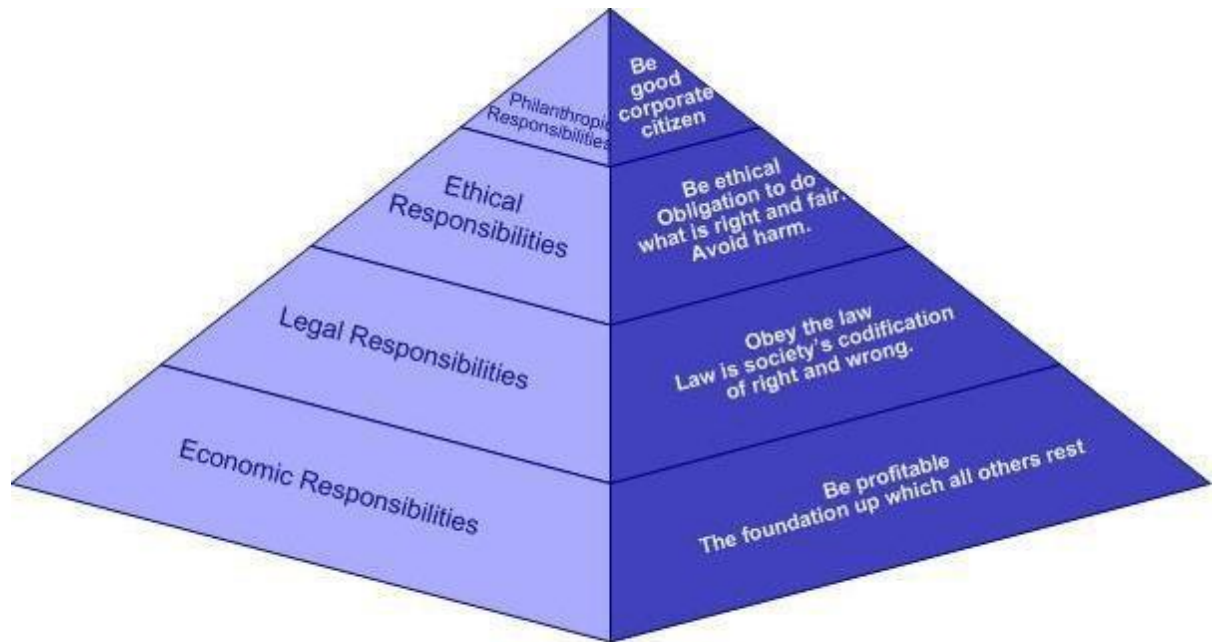 Philanthropic
Responsibilities
Be
good
corporate
citizen
Ethical
Responsibilities
Be ethical
Obligation to do
what is right and fair.
Avoid harm.
Legal Responsibilities
Obey the law
Law is society’s codification
of right and wrong.
Economic Responsibilities
Be profitable
The foundation up which all others rest